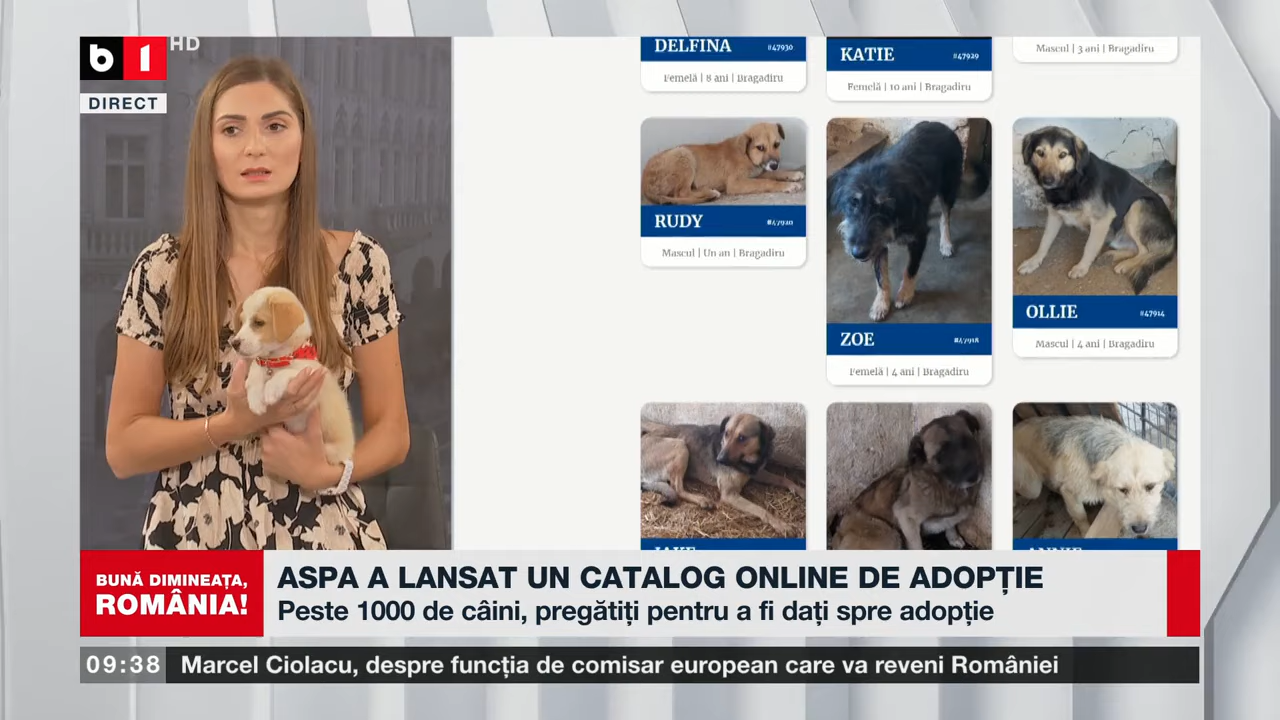 b1
HD
DIRECT
DELFINA #47930
Femelă | 8 ani | Bragadiru
KATIE #47929
Femelă | 10 ani | Bragadiru
Mascul | 3 ani | Bragadiru
RUDY #47920
Mascul | Un an | Bragadiru
ZOE #47918
Femelă | 4 ani | Bragadiru
OLLIE #47914
Mascul | 4 ani | Bragadiru
BUNĂ DIMINEAȚA,
ROMÂNIA!
ASPA A LANSAT UN CATALOG ONLINE DE ADOPȚIE
Peste 1000 de câini, pregătiți pentru a fi dați spre adopție
09:38 Marcel Ciolacu, despre funcția de comisar european care va reveni României